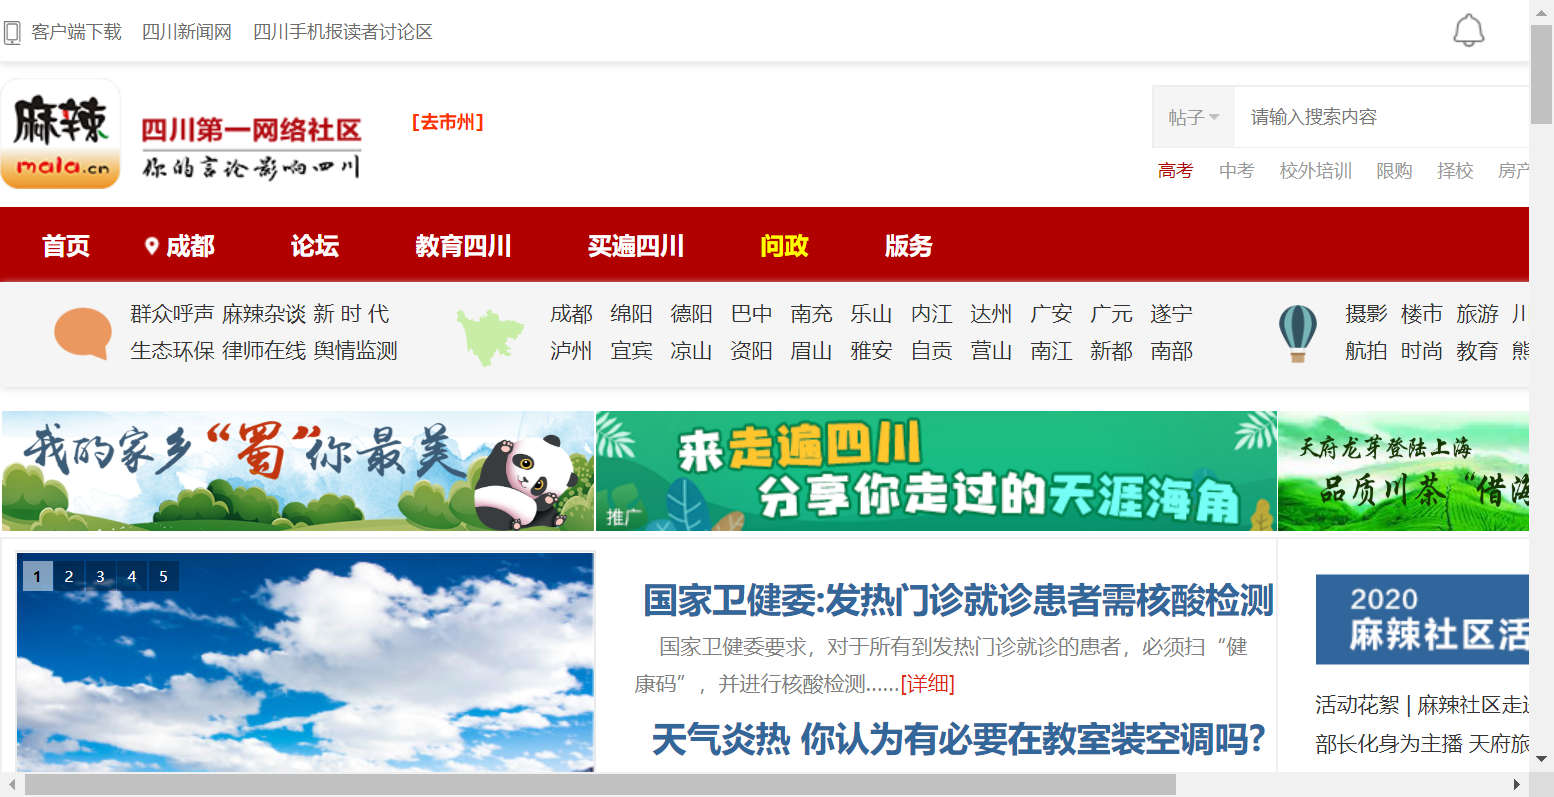 客户端下载 四川新闻网 四川手机报读者讨论区
麻辣
mala.cn
四川第一网络社区
你的言论影响四川
[去市州]
帖子 请输入搜索内容
高考 中考 校外培训 限购 择校 房产
首页 成都 论坛 教育四川 买遍四川 问政 版务
群众呼声 麻辣杂谈 新 时 代
生态环保 律师在线 舆情监测
成都 绵阳 德阳 巴中 南充 乐山 内江 达州 广安 广元 遂宁
泸州 宜宾 凉山 资阳 眉山 雅安 自贡 营山 南江 新都 南部
摄影 楼市 旅游 川
航拍 时尚 教育 熊
我的家乡“蜀”你最美
来走遍四川
分享你走过的天涯海角
推广
天府龙芽登陆上海
品质川茶“借海
1 2 3 4 5
国家卫健委:发热门诊就诊患者需核酸检测
国家卫健委要求，对于所有到发热门诊就诊的患者，必须扫“健
康码”，并进行核酸检测......[详细]
天气炎热 你认为有必要在教室装空调吗?
2020
麻辣社区活
活动花絮 | 麻辣社区走进
部长化身为主播 天府旅